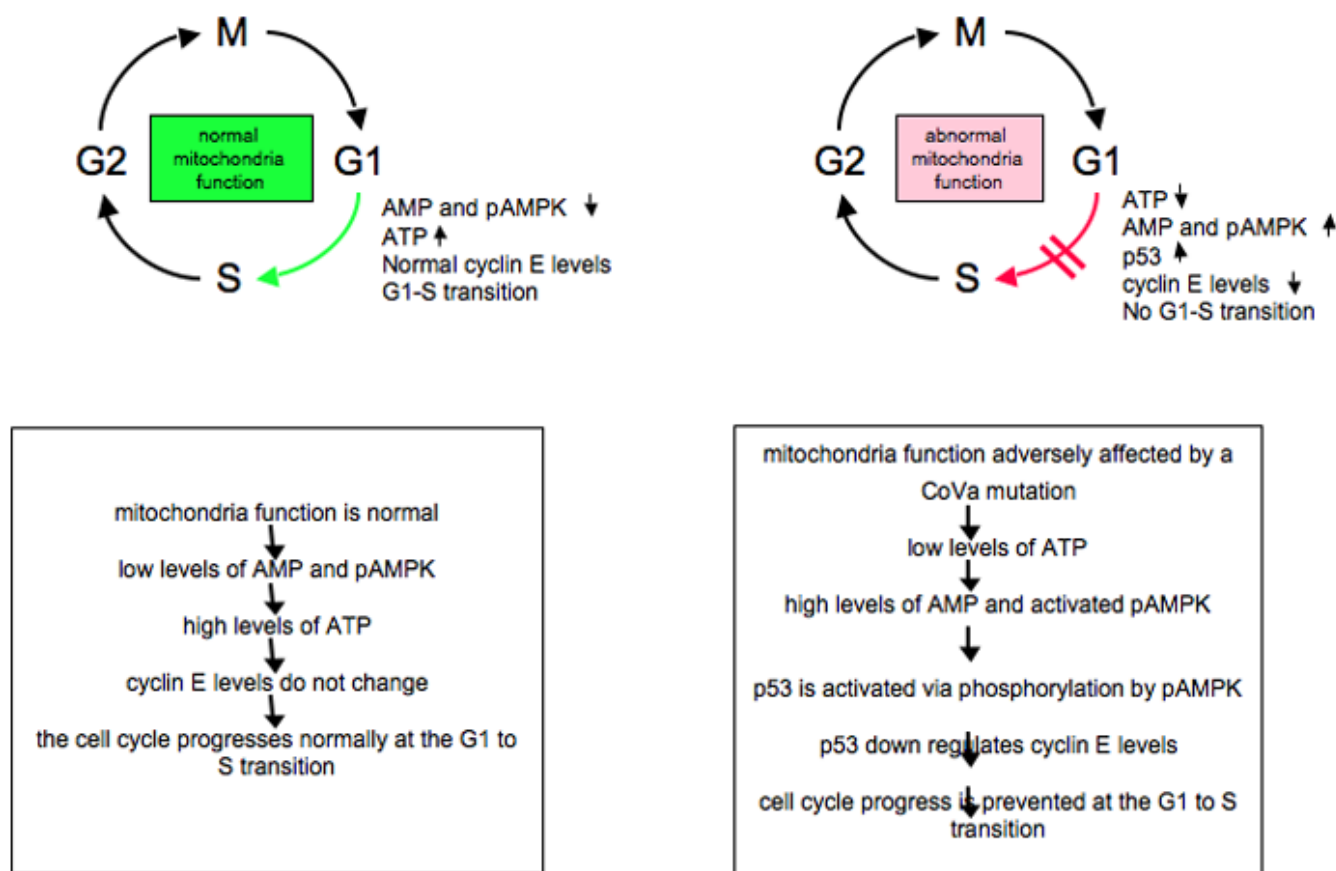 M
G2
normal
mitochondria
function
G1
AMP and pAMPK
ATP
Normal cyclin E levels
G1-S transition
S
M
G2
abnormal
mitochondria
function
G1
ATP
AMP and pAMPK
p53
cyclin E levels
No G1-S transition
S
mitochondria function is normal
low levels of AMP and pAMPK
high levels of ATP
cyclin E levels do not change
the cell cycle progresses normally at the G1 to
S transition
mitochondria function adversely affected by a
CoVa mutation
low levels of ATP
high levels of AMP and activated pAMPK
p53 is activated via phosphorylation by pAMPK
p53 down regulates cyclin E levels
cell cycle progress is prevented at the G1 to S
transition